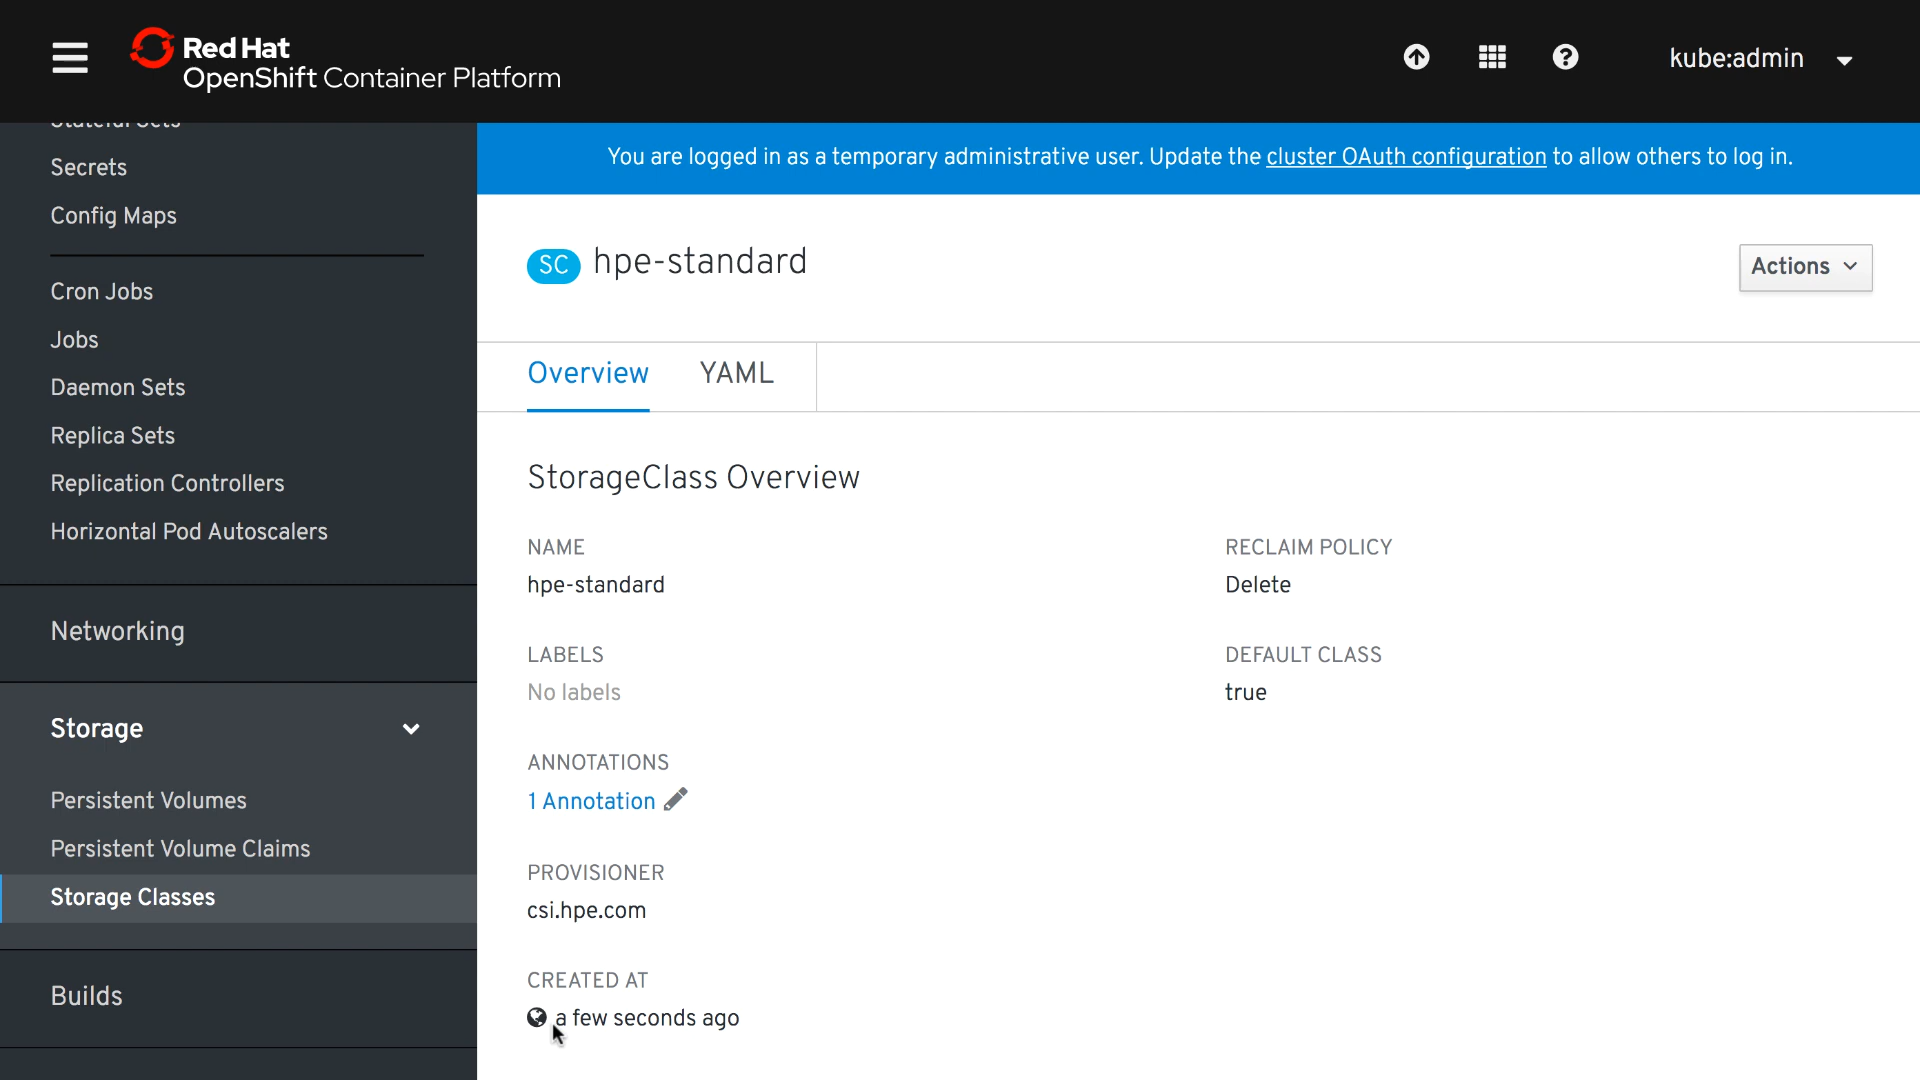 Red Hat
OpenShift Container Platform
kube:admin
Stateful Sets
Secrets
Config Maps
Cron Jobs
Jobs
Daemon Sets
Replica Sets
Replication Controllers
Horizontal Pod Autoscalers
Networking
Storage
Persistent Volumes
Persistent Volume Claims
Storage Classes
Builds
You are logged in as a temporary administrative user. Update the cluster OAuth configuration to allow others to log in.
SC hpe-standard
Actions
Overview YAML
StorageClass Overview
NAME
hpe-standard
LABELS
No labels
ANNOTATIONS
1 Annotation
PROVISIONER
csi.hpe.com
CREATED AT
a few seconds ago
RECLAIM POLICY
Delete
DEFAULT CLASS
true